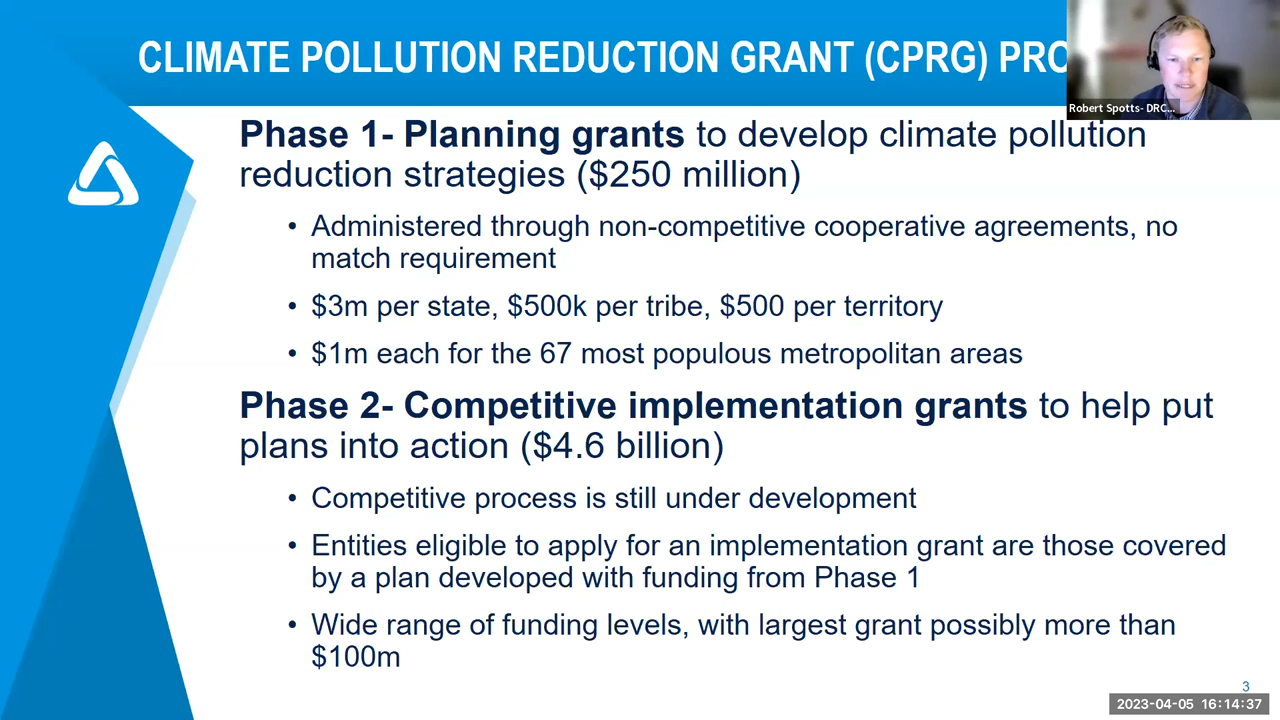 CLIMATE POLLUTION REDUCTION GRANT (CPRG) PRO
Robert Spotts- DRC...
Phase 1- Planning grants to develop climate pollution
reduction strategies ($250 million)
• Administered through non-competitive cooperative agreements, no
match requirement
• $3m per state, $500k per tribe, $500 per territory
• $1m each for the 67 most populous metropolitan areas
Phase 2- Competitive implementation grants to help put
plans into action ($4.6 billion)
• Competitive process is still under development
• Entities eligible to apply for an implementation grant are those covered
by a plan developed with funding from Phase 1
• Wide range of funding levels, with largest grant possibly more than
$100m
3
2023-04-05 16:14:37